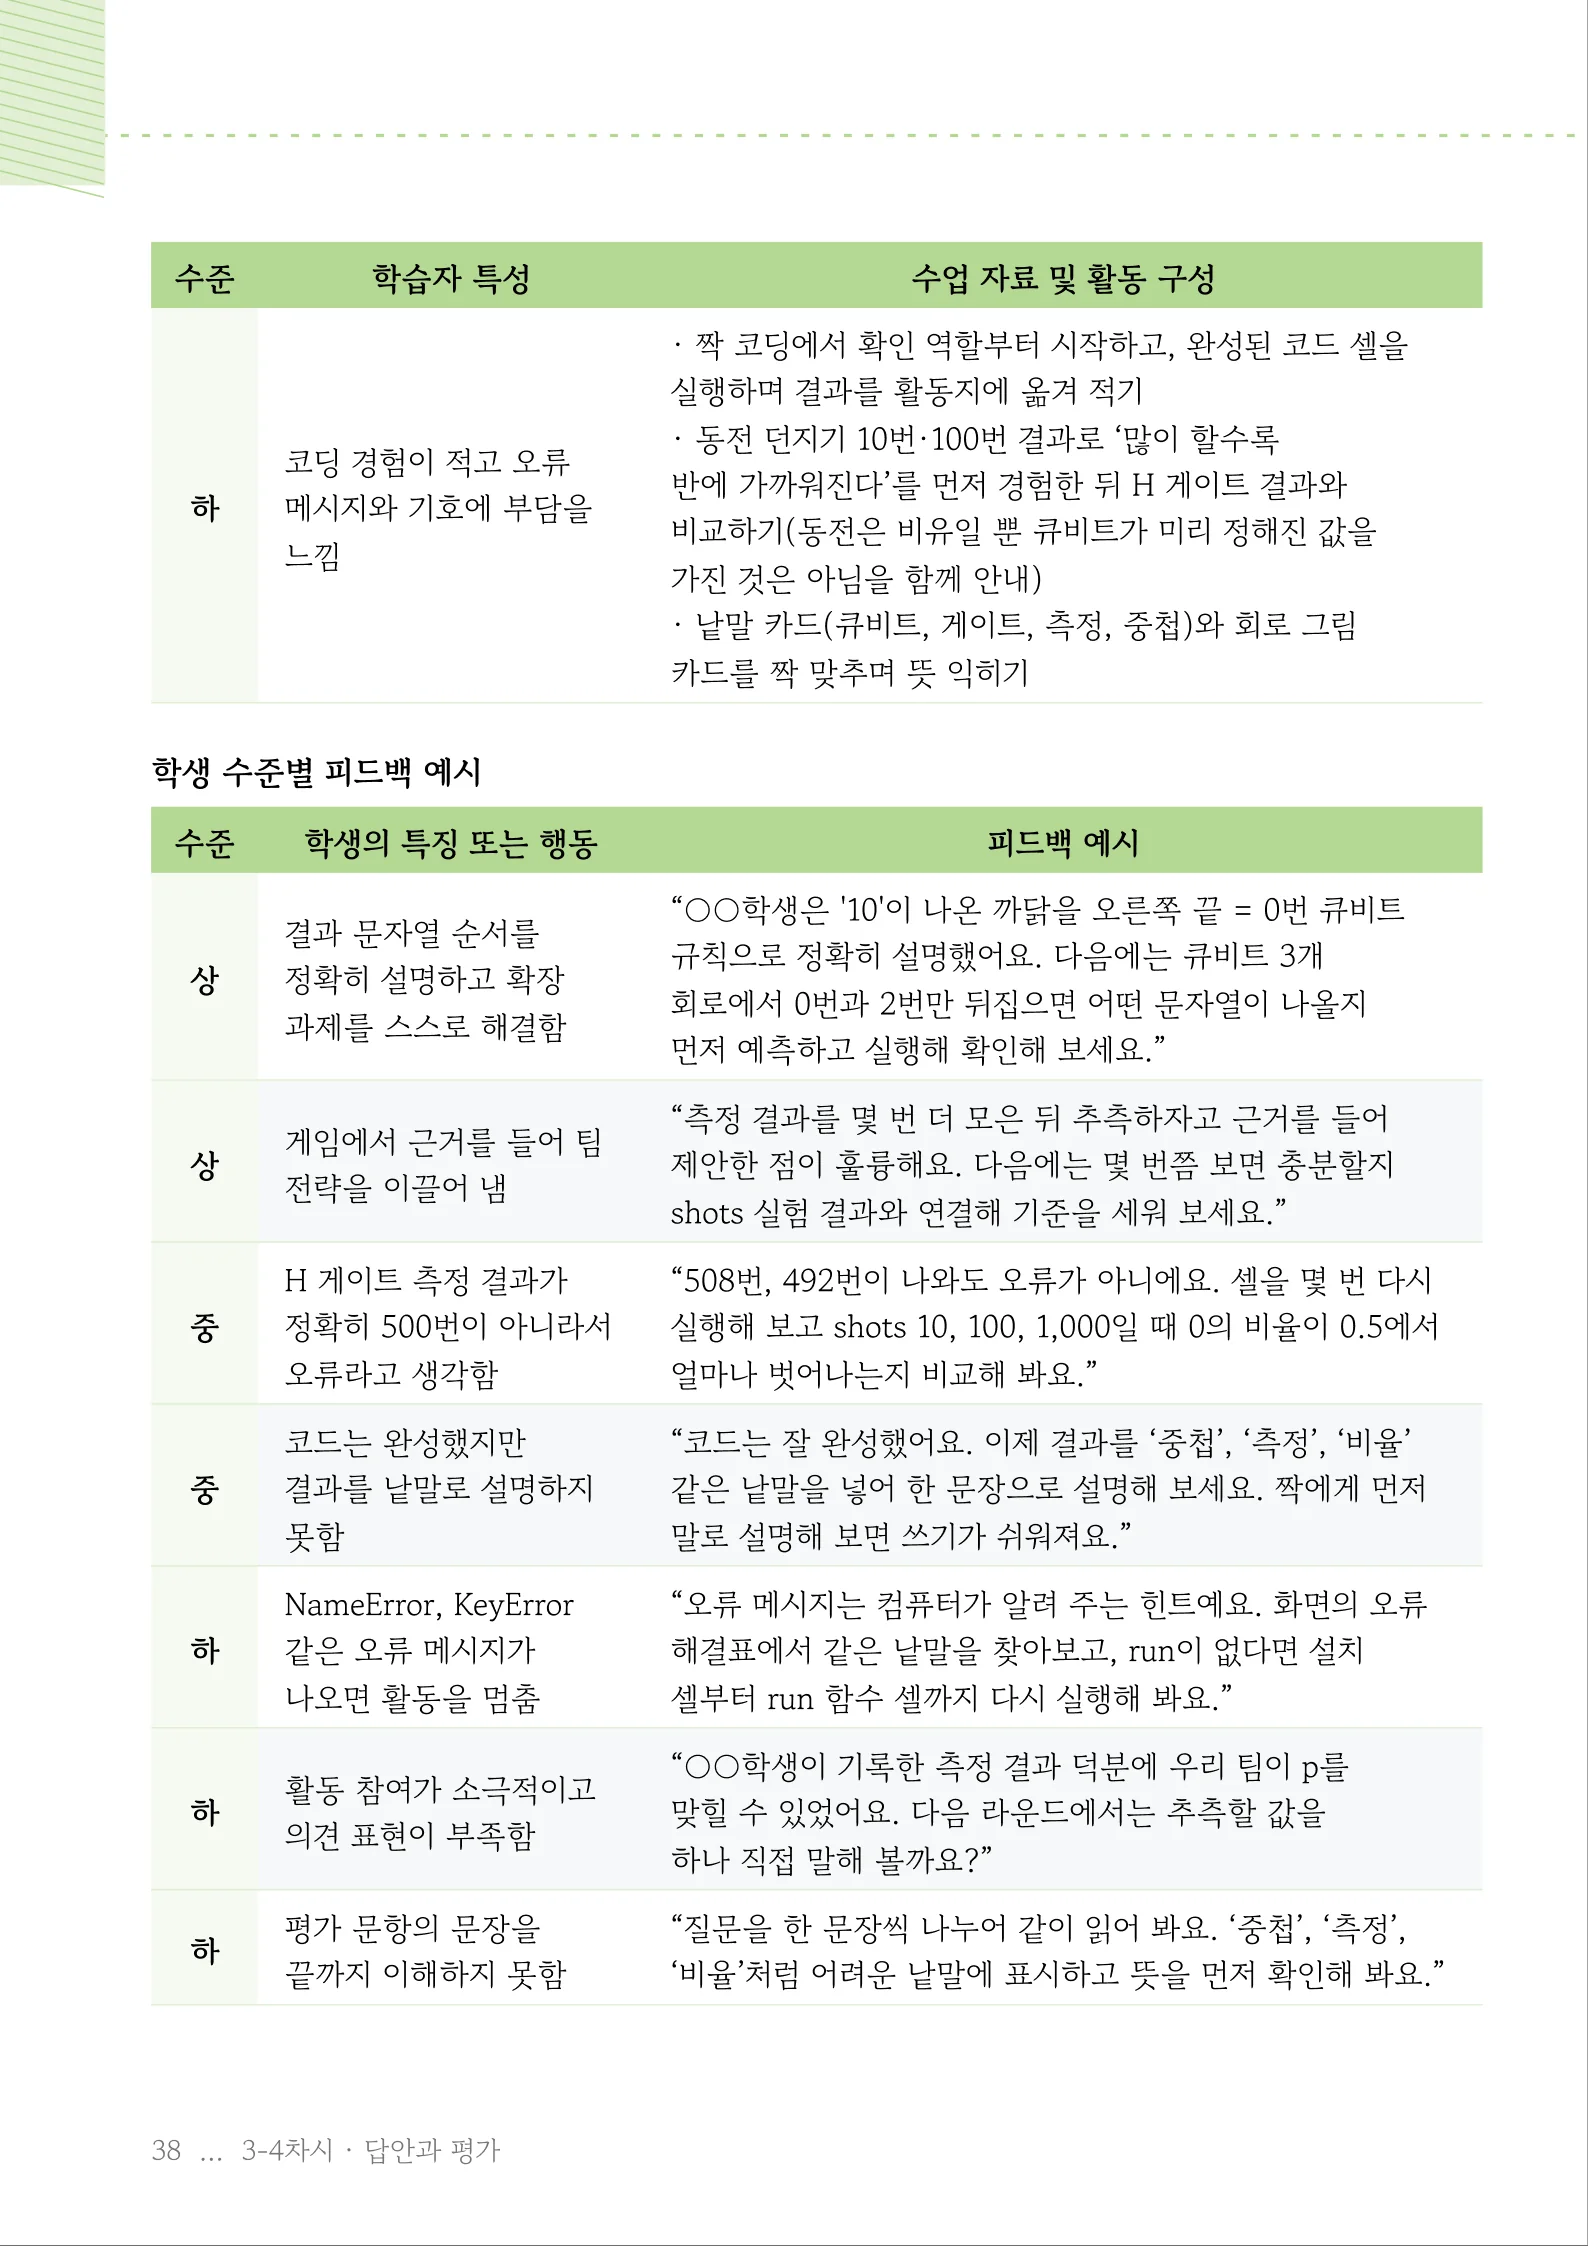 수준 학습자 특성 수업 자료 및 활동 구성
하
코딩 경험이 적고 오류
메시지와 기호에 부담을
느낌
· 짝 코딩에서 확인 역할부터 시작하고, 완성된 코드 셀을
실행하며 결과를 활동지에 옮겨 적기
· 동전 던지기 10번·100번 결과로 ‘많이 할수록
반에 가까워진다’를 먼저 경험한 뒤 H 게이트 결과와
비교하기(동전은 비유일 뿐 큐비트가 미리 정해진 값을
가진 것은 아님을 함께 안내)
· 낱말 카드(큐비트, 게이트, 측정, 중첩)와 회로 그림
카드를 짝 맞추며 뜻 익히기
학생 수준별 피드백 예시
수준 학생의 특징 또는 행동 피드백 예시
상
결과 문자열 순서를
정확히 설명하고 확장
과제를 스스로 해결함
“○○학생은 '10'이 나온 까닭을 오른쪽 끝 = 0번 큐비트
규칙으로 정확히 설명했어요. 다음에는 큐비트 3개
회로에서 0번과 2번만 뒤집으면 어떤 문자열이 나올지
먼저 예측하고 실행해 확인해 보세요.”
상
게임에서 근거를 들어 팀
전략을 이끌어 냄
“측정 결과를 몇 번 더 모은 뒤 추측하자고 근거를 들어
제안한 점이 훌륭해요. 다음에는 몇 번쯤 보면 충분할지
shots 실험 결과와 연결해 기준을 세워 보세요.”
중
H 게이트 측정 결과가
정확히 500번이 아니라서
오류라고 생각함
“508번, 492번이 나와도 오류가 아니에요. 셀을 몇 번 다시
실행해 보고 shots 10, 100, 1,000일 때 0의 비율이 0.5에서
얼마나 벗어나는지 비교해 봐요.”
중
코드는 완성했지만
결과를 낱말로 설명하지
못함
“코드는 잘 완성했어요. 이제 결과를 ‘중첩’, ‘측정’, ‘비율’
같은 낱말을 넣어 한 문장으로 설명해 보세요. 짝에게 먼저
말로 설명해 보면 쓰기가 쉬워져요.”
하
NameError, KeyError
같은 오류 메시지가
나오면 활동을 멈춤
“오류 메시지는 컴퓨터가 알려 주는 힌트예요. 화면의 오류
해결표에서 같은 낱말을 찾아보고, run이 없다면 설치
셀부터 run 함수 셀까지 다시 실행해 봐요.”
하
활동 참여가 소극적이고
의견 표현이 부족함
“○○학생이 기록한 측정 결과 덕분에 우리 팀이 p를
맞힐 수 있었어요. 다음 라운드에서는 추측할 값을
하나 직접 말해 볼까요?”
하
평가 문항의 문장을
끝까지 이해하지 못함
“질문을 한 문장씩 나누어 같이 읽어 봐요. ‘중첩’, ‘측정’,
‘비율’처럼 어려운 낱말에 표시하고 뜻을 먼저 확인해 봐요.”
38 ... 3-4차시 · 답안과 평가